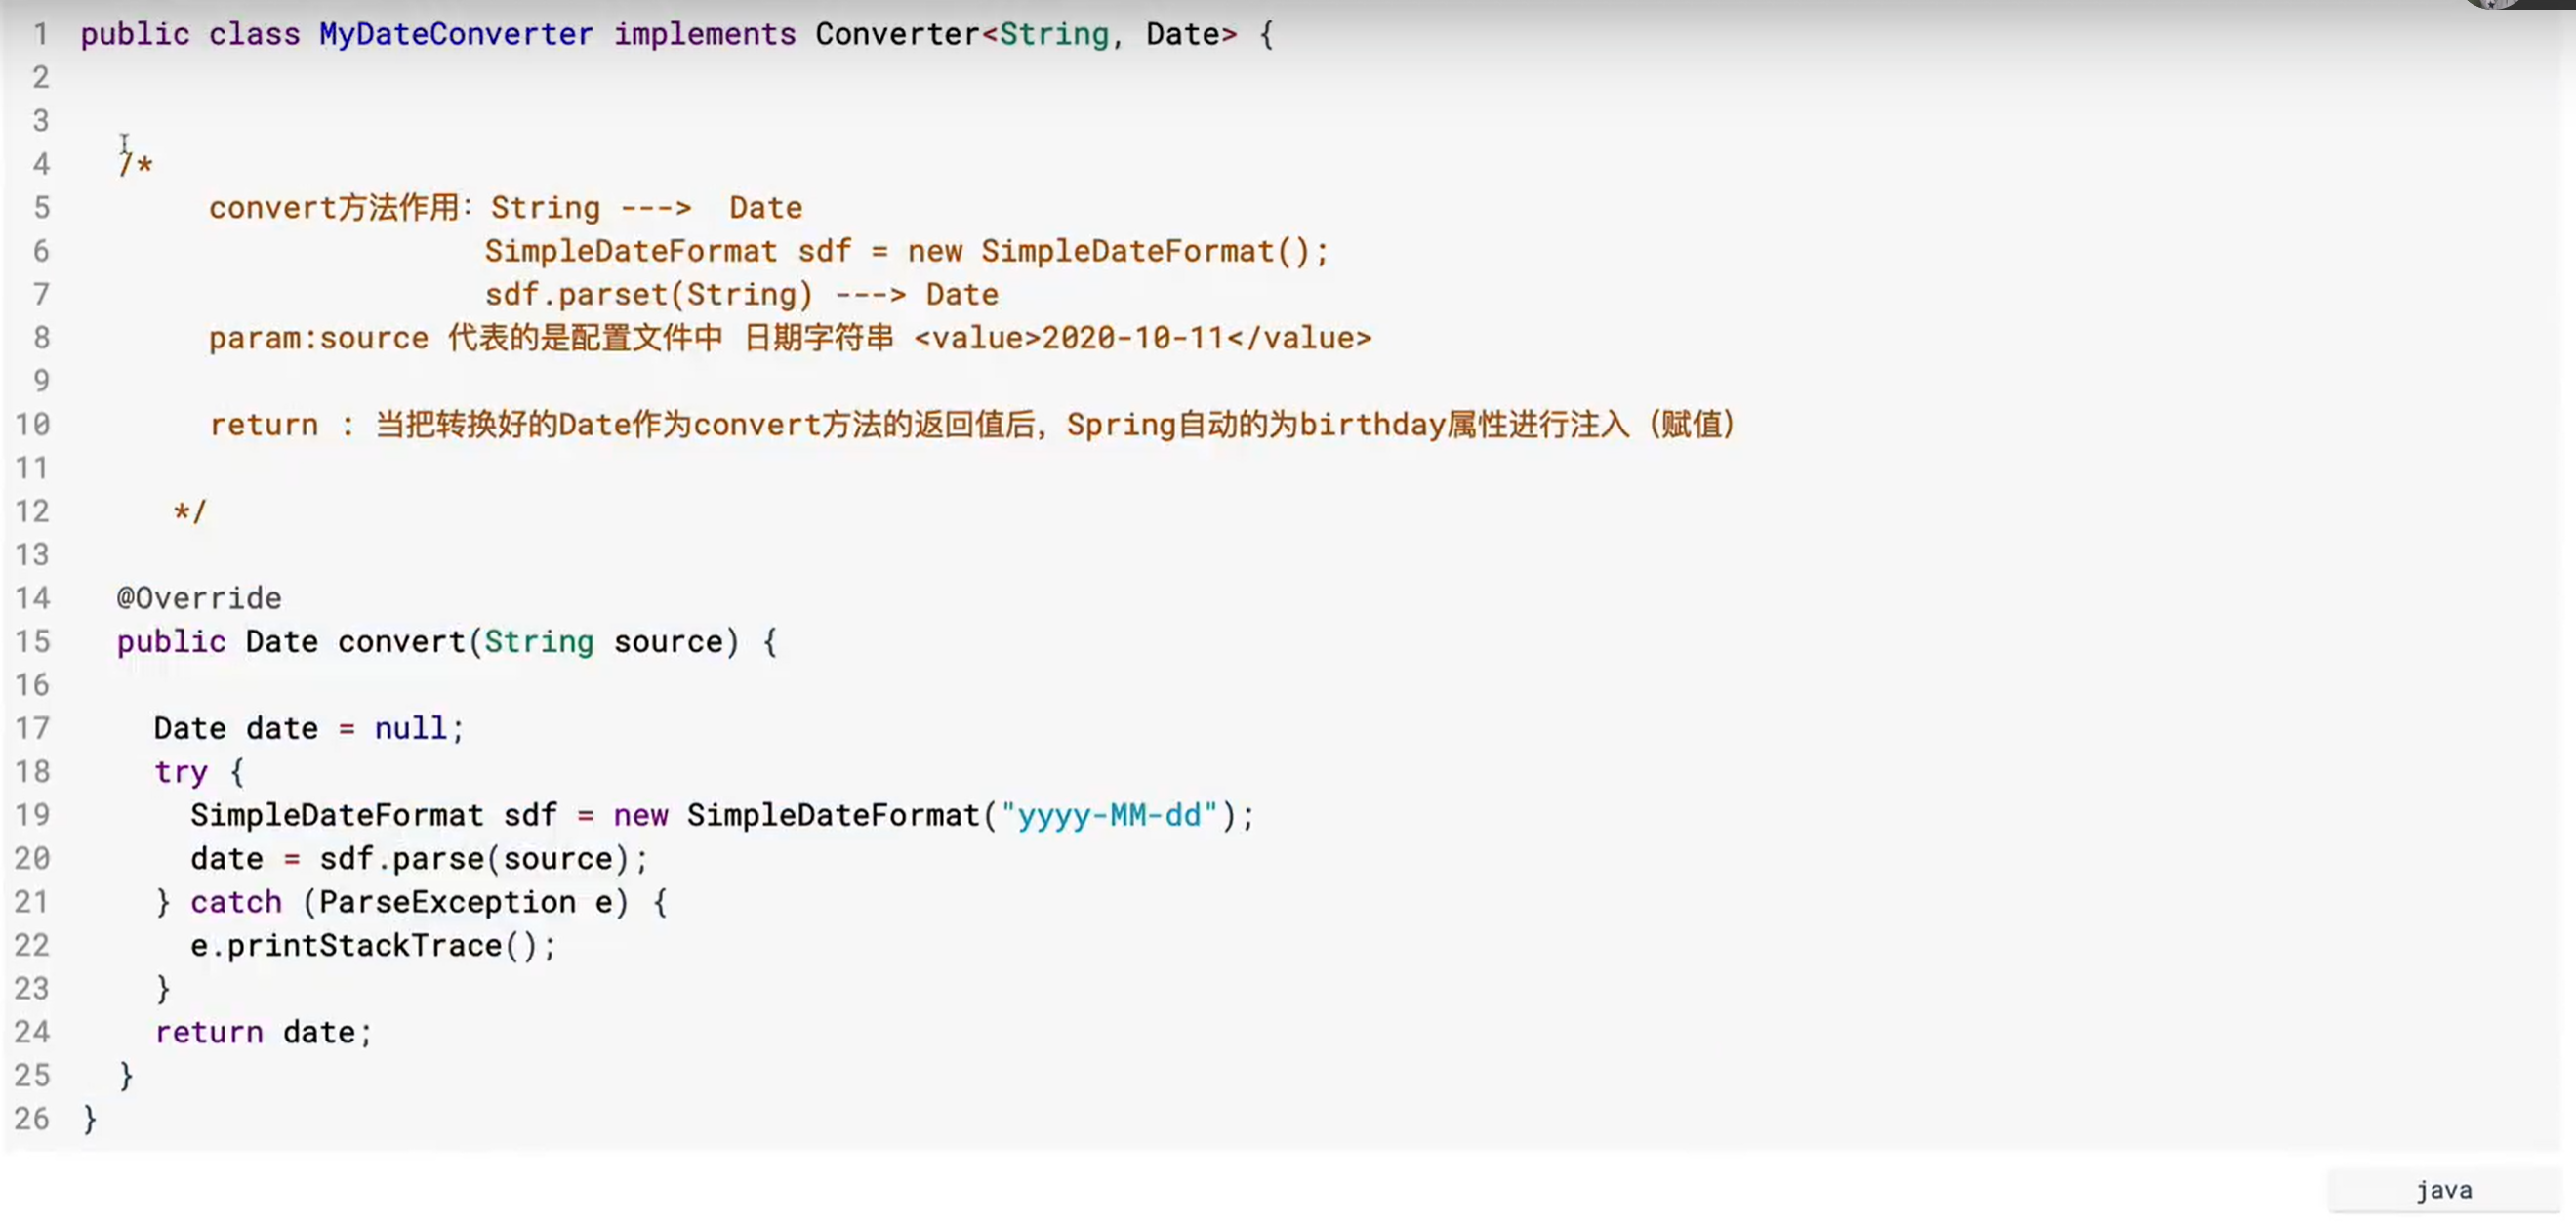 1 public class MyDateConverter implements Converter<String, Date> {
2
3
4 /*
5 convert方法作用：String ---> Date
6 SimpleDateFormat sdf = new SimpleDateFormat();
7 sdf.parset(String) ---> Date
8 param:source 代表的是配置文件中 日期字符串 <value>2020-10-11</value>
9
10 return : 当把转换好的Date作为convert方法的返回值后，Spring自动的为birthday属性进行注入（赋值）
11
12 */
13
14 @Override
15 public Date convert(String source) {
16
17 Date date = null;
18 try {
19 SimpleDateFormat sdf = new SimpleDateFormat("yyyy-MM-dd");
20 date = sdf.parse(source);
21 } catch (ParseException e) {
22 e.printStackTrace();
23 }
24 return date;
25 }
26 }
java